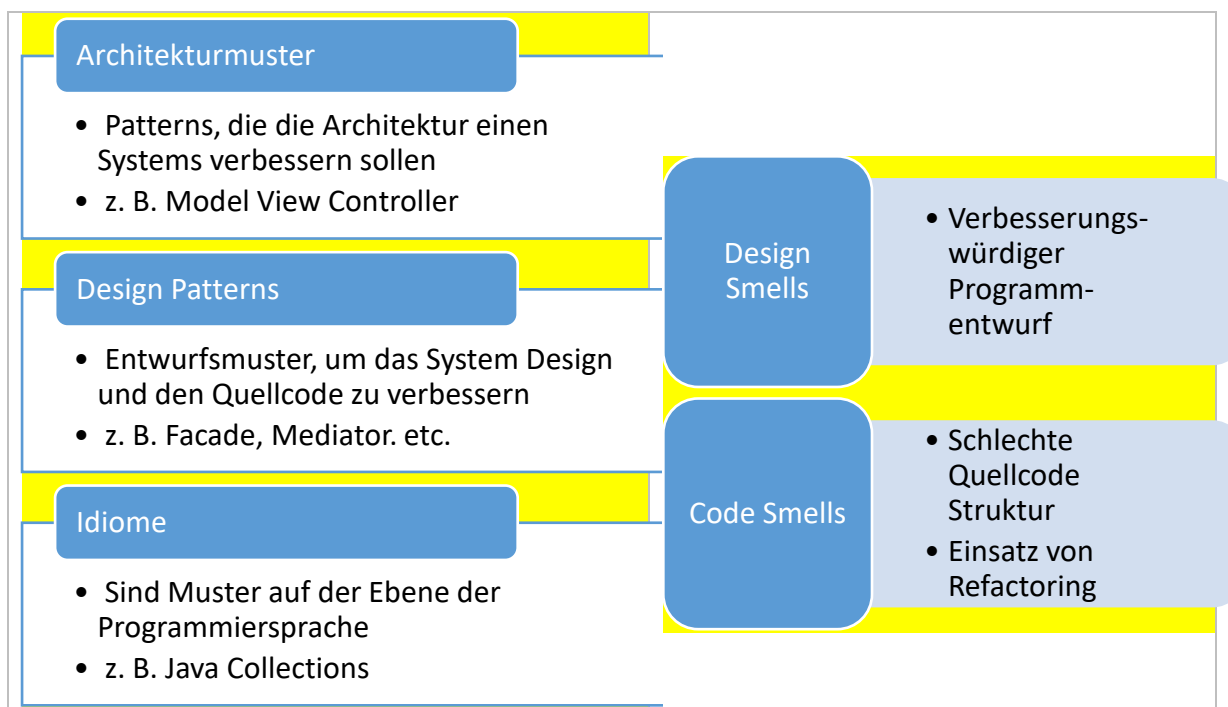 Architekturmuster
• Patterns, die die Architektur einen
Systems verbessern sollen
• z. B. Model View Controller
Design Patterns
• Entwurfsmuster, um das System Design
und den Quellcode zu verbessern
• z. B. Facade, Mediator. etc.
Idiome
• Sind Muster auf der Ebene der
Programmiersprache
• z. B. Java Collections
Design
Smells
• Verbesserungs-
würdiger
Programm-
entwurf
Code Smells
• Schlechte
Quellcode
Struktur
• Einsatz von
Refactoring